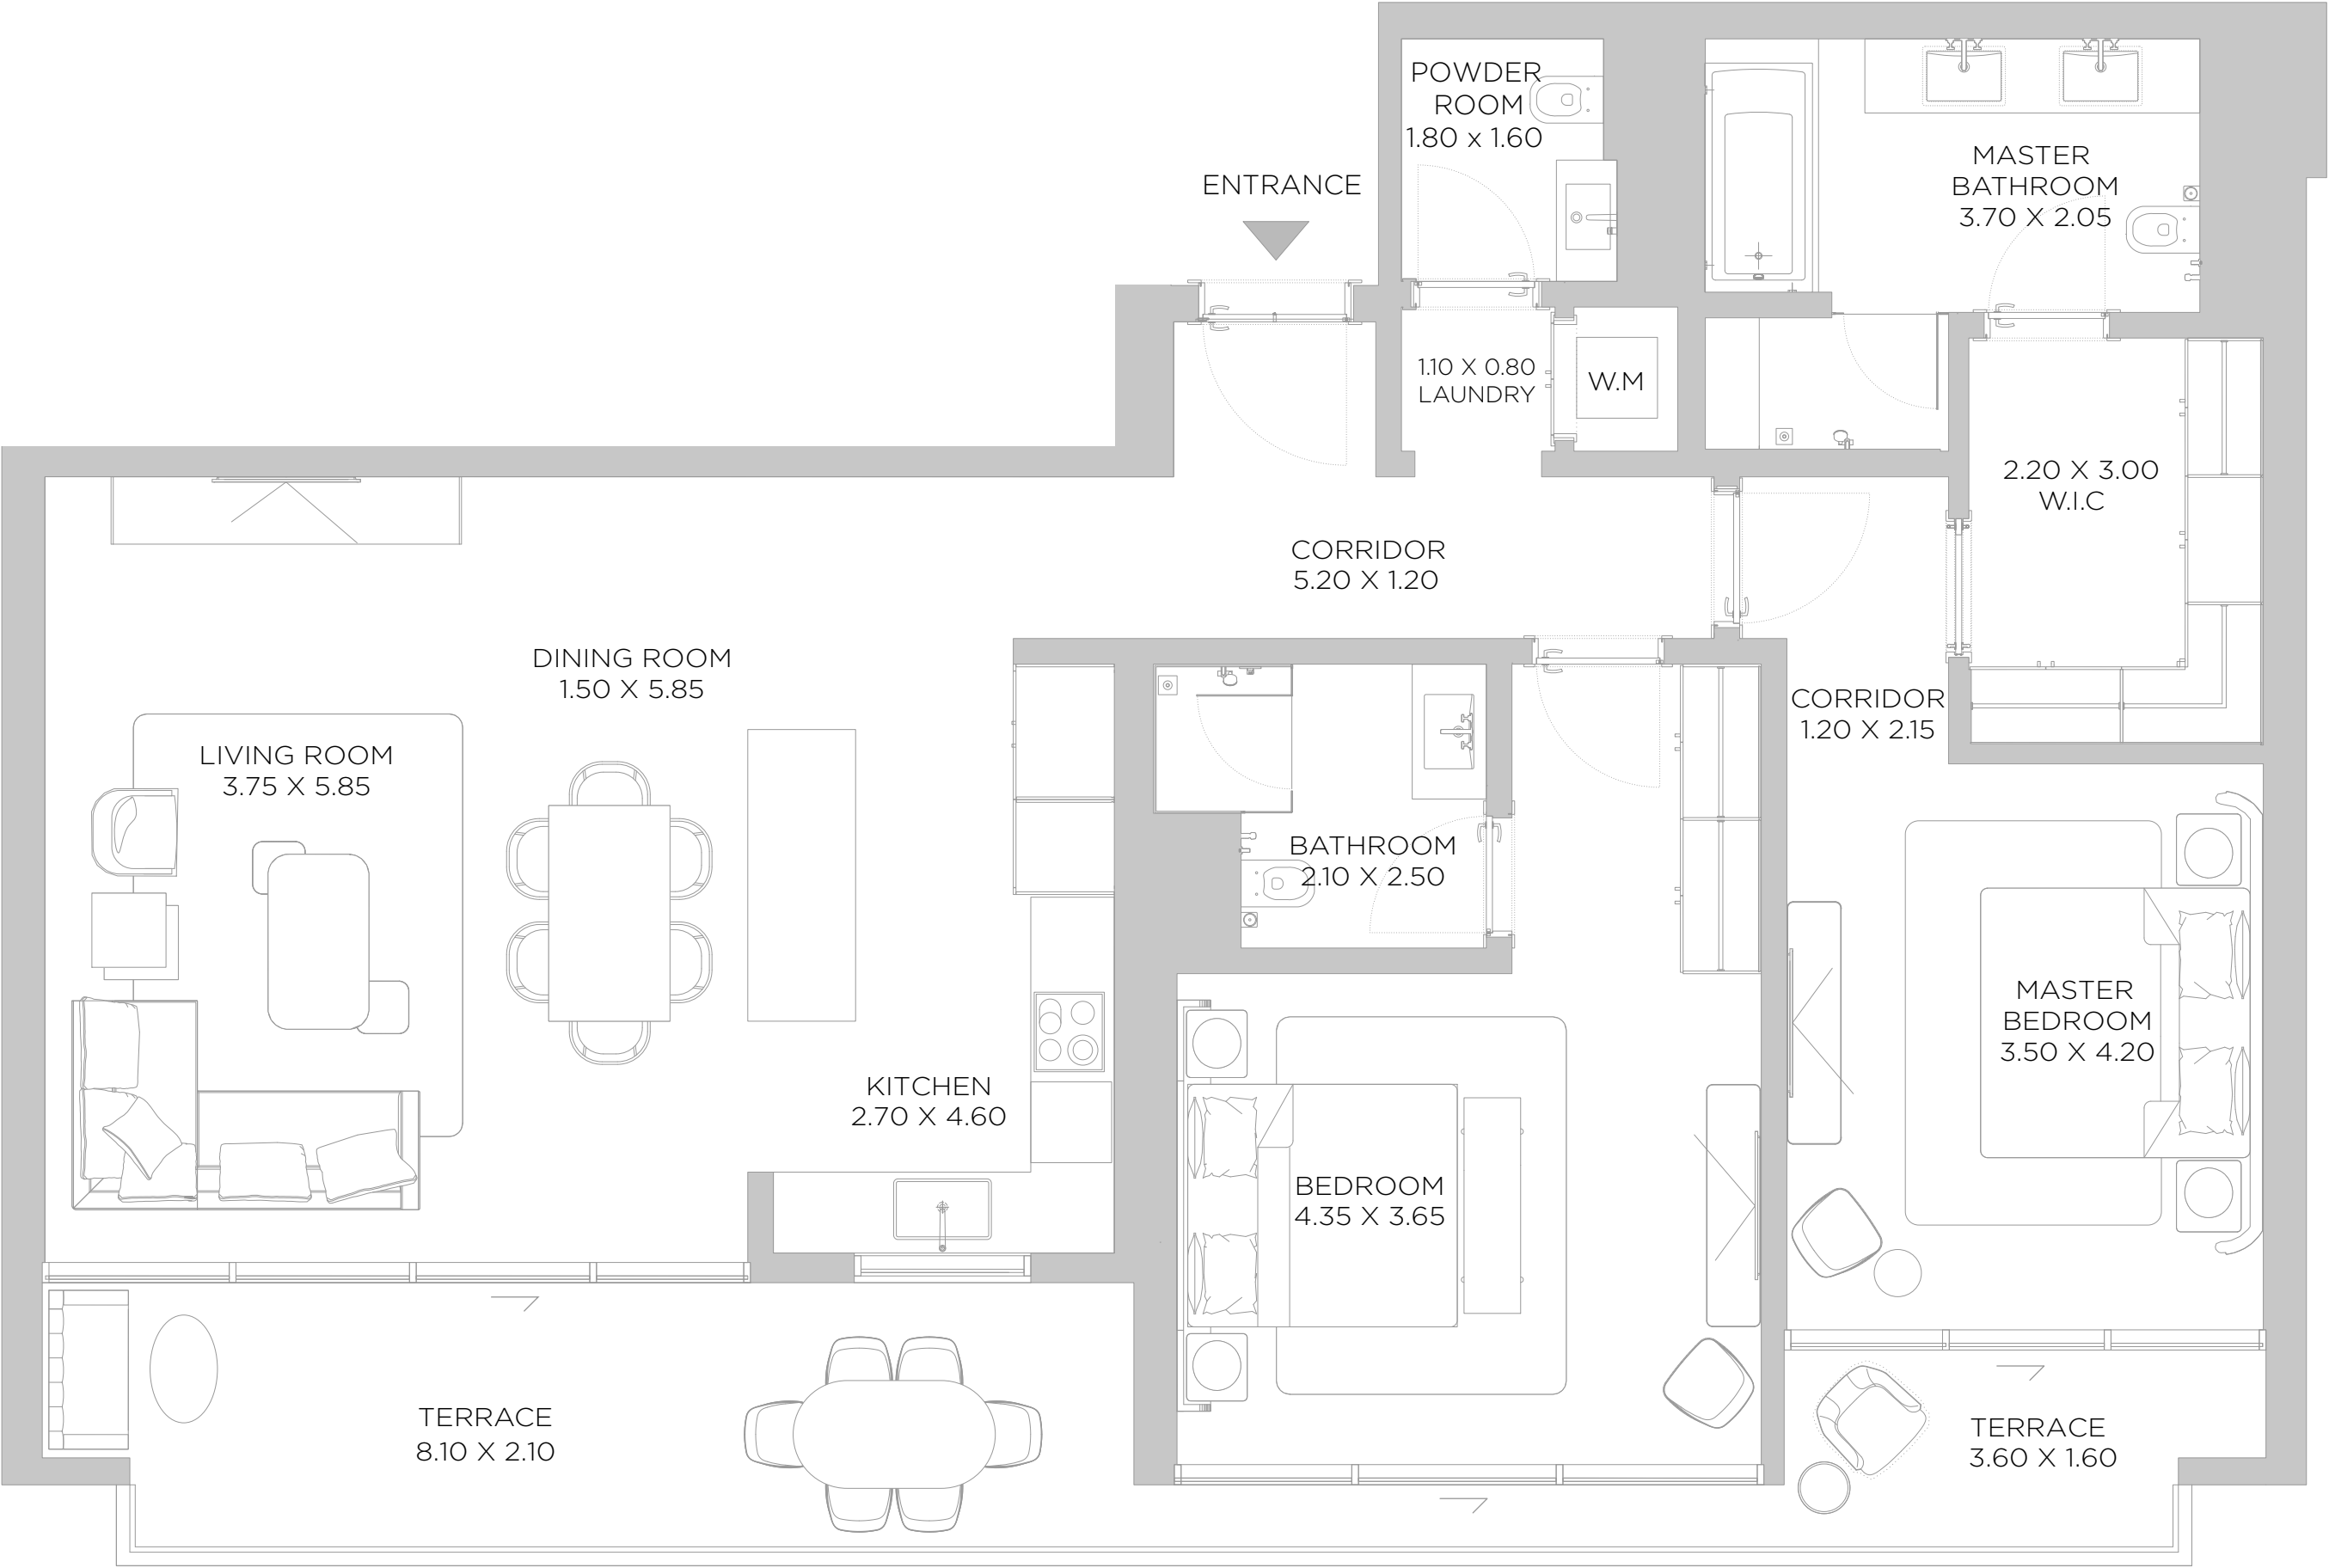 POWDER
ROOM
1.80 x 1.60
MASTER
BATHROOM
3.70 X 2.05
ENTRANCE
1.10 X 0.80
LAUNDRY
W.M
2.20 X 3.00
W.I.C
CORRIDOR
5.20 X 1.20
DINING ROOM
1.50 X 5.85
CORRIDOR
1.20 X 2.15
LIVING ROOM
3.75 X 5.85
BATHROOM
2.10 X 2.50
MASTER
BEDROOM
3.50 X 4.20
KITCHEN
2.70 X 4.60
BEDROOM
4.35 X 3.65
TERRACE
8.10 X 2.10
TERRACE
3.60 X 1.60